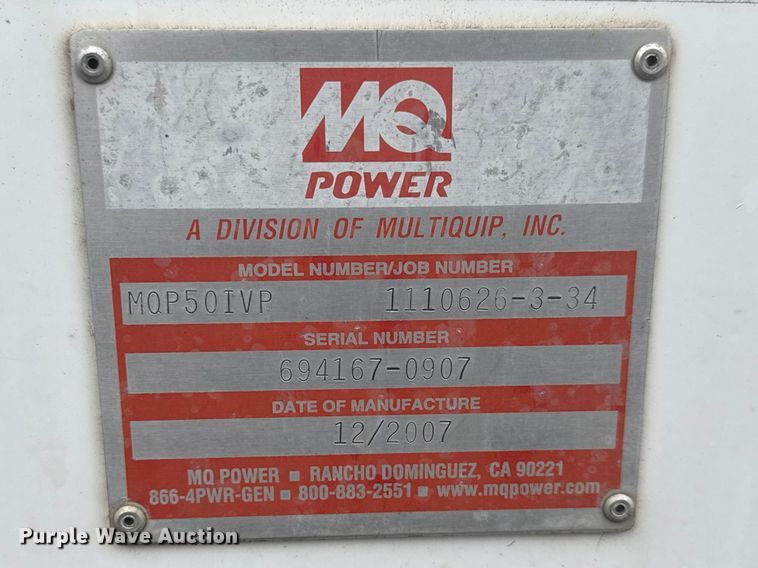 MQ
POWER
A DIVISION OF MULTIQUIP, INC.
MODEL NUMBER/JOB NUMBER
MQP50IVP 1110626-3-34
SERIAL NUMBER
694167-0907
DATE OF MANUFACTURE
12/2007
MQ POWER ■ RANCHO DOMINGUEZ, CA 90221
866-4PWR-GEN ■ 800-883-2551 ■ www.mqpower.com
Purple Wave Auction